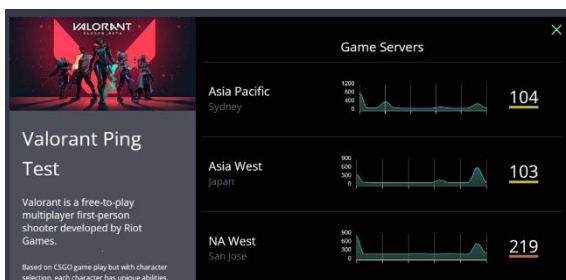 VALORANT
CLOSED BETA
Valorant Ping
Test
Valorant is a free-to-play
multiplayer first-person
shooter developed by Riot
Games.
Based on CSGO game play but with character
selection, each character has unique abilities.
Game Servers
Asia Pacific
Sydney
1200
800
400
0
104
Asia West
Japan
900
600
300
0
103
NA West
San Jose
900
600
300
0
219